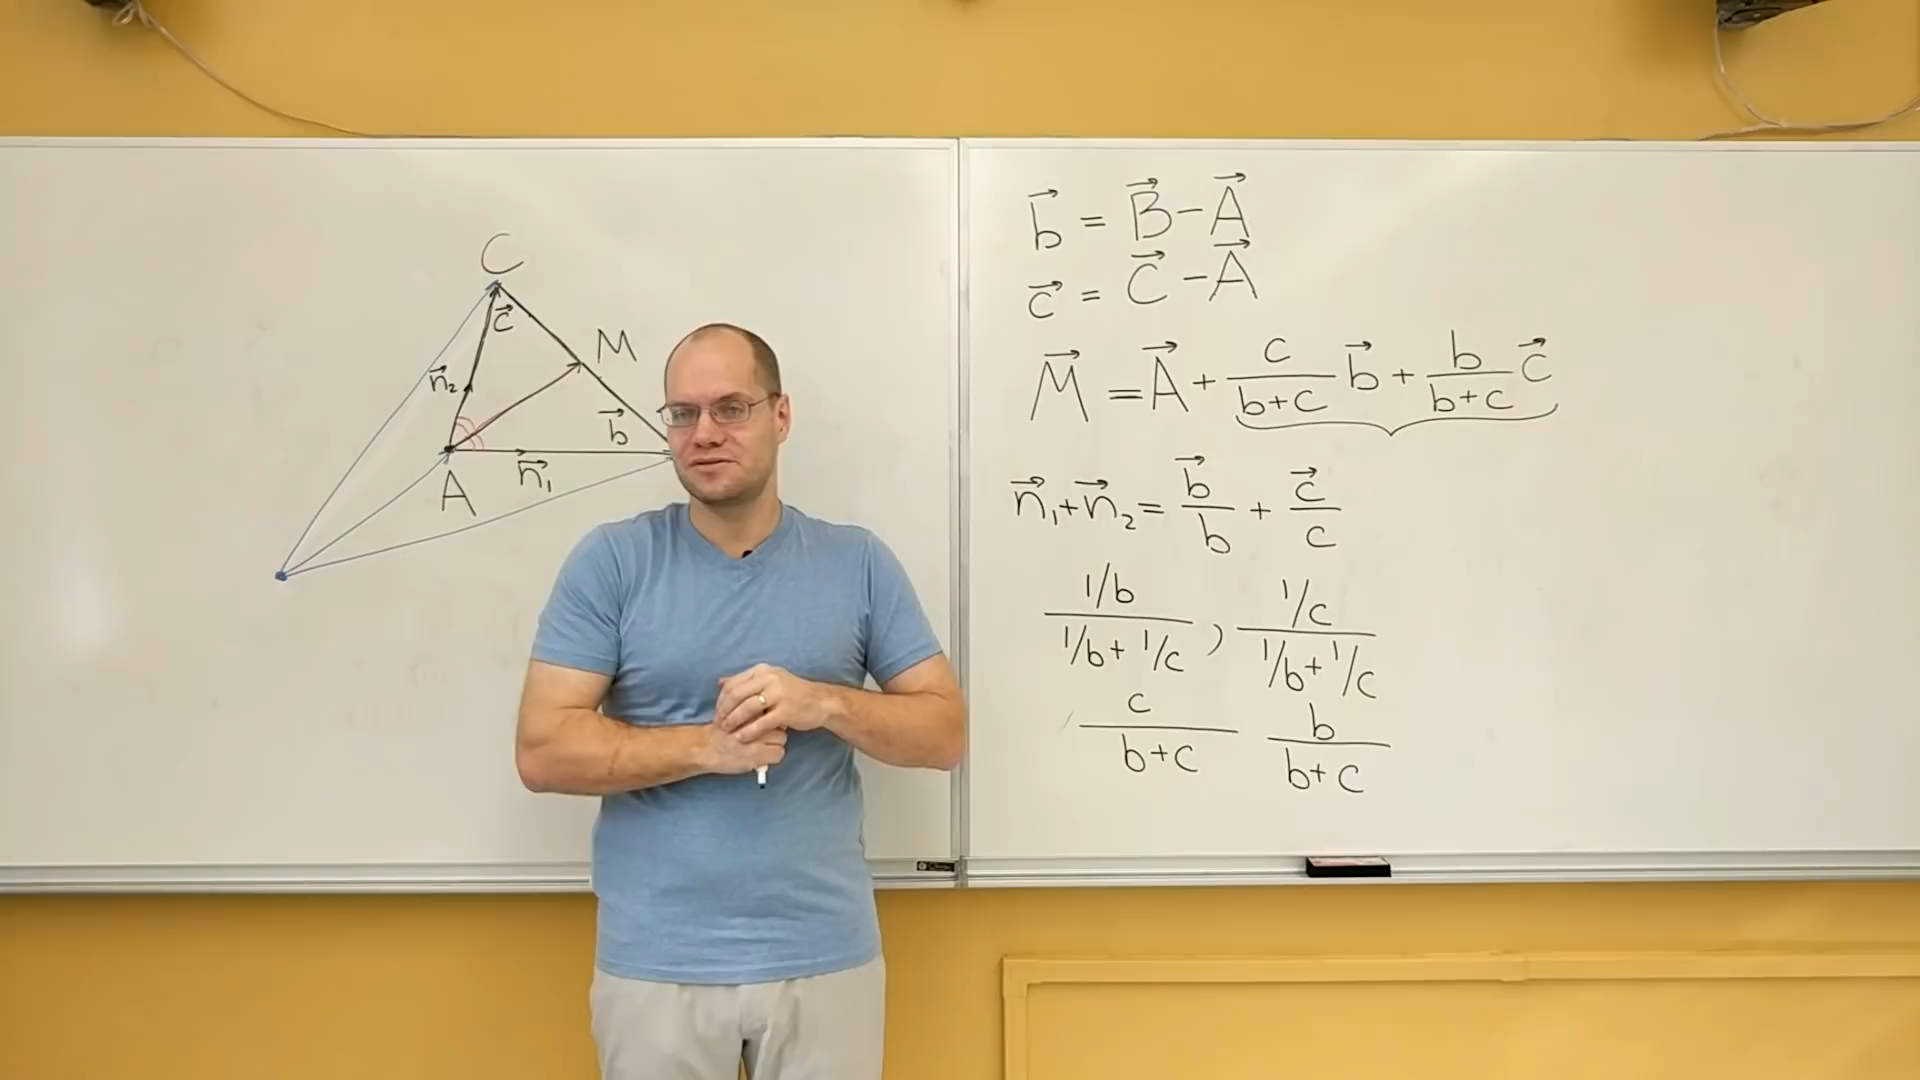 C
c⃗
M
n⃗₂
b⃗
A
n⃗₁
b⃗ = B⃗ − A⃗
c⃗ = C⃗ − A⃗
M⃗ = A⃗ + c/(b+c) b⃗ + b/(b+c) c⃗
n⃗₁ + n⃗₂ = b⃗/b + c⃗/c
(1/b)/(1/b + 1/c) , (1/c)/(1/b + 1/c)
c/(b+c) b/(b+c)